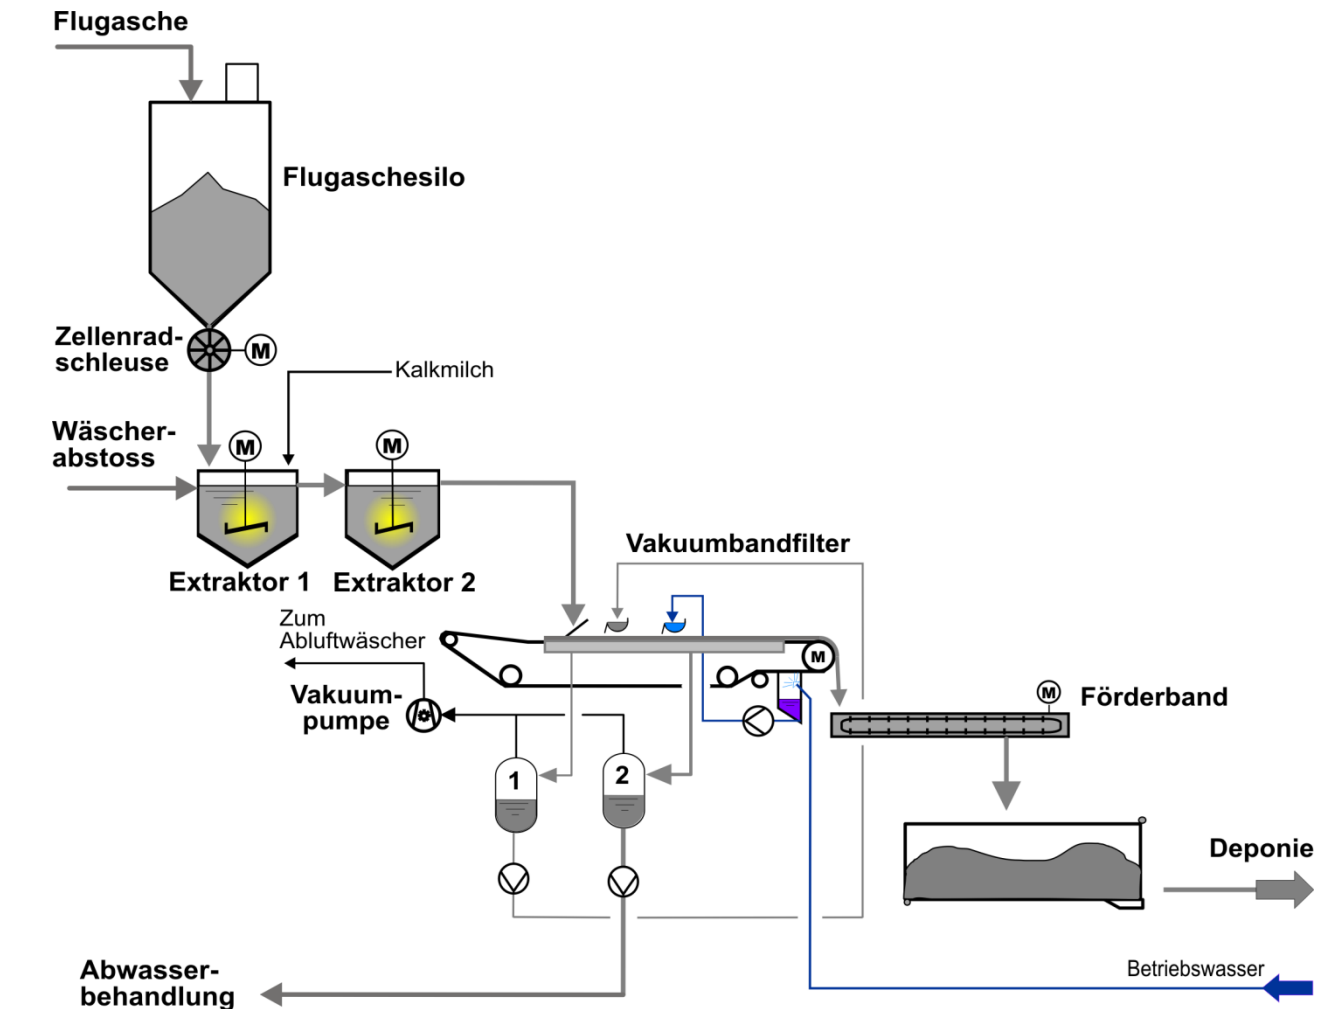 Flugasche
Flugaschesilo
Zellenrad-
schleuse
M
Kalkmilch
Wäscher-
abstoss
M
M
Extraktor 1
Extraktor 2
Vakuumbandfilter
Zum
Abluftwäscher
M
Vakuum-
pumpe
M
Förderband
1
2
Deponie
Betriebswasser
Abwasser-
behandlung